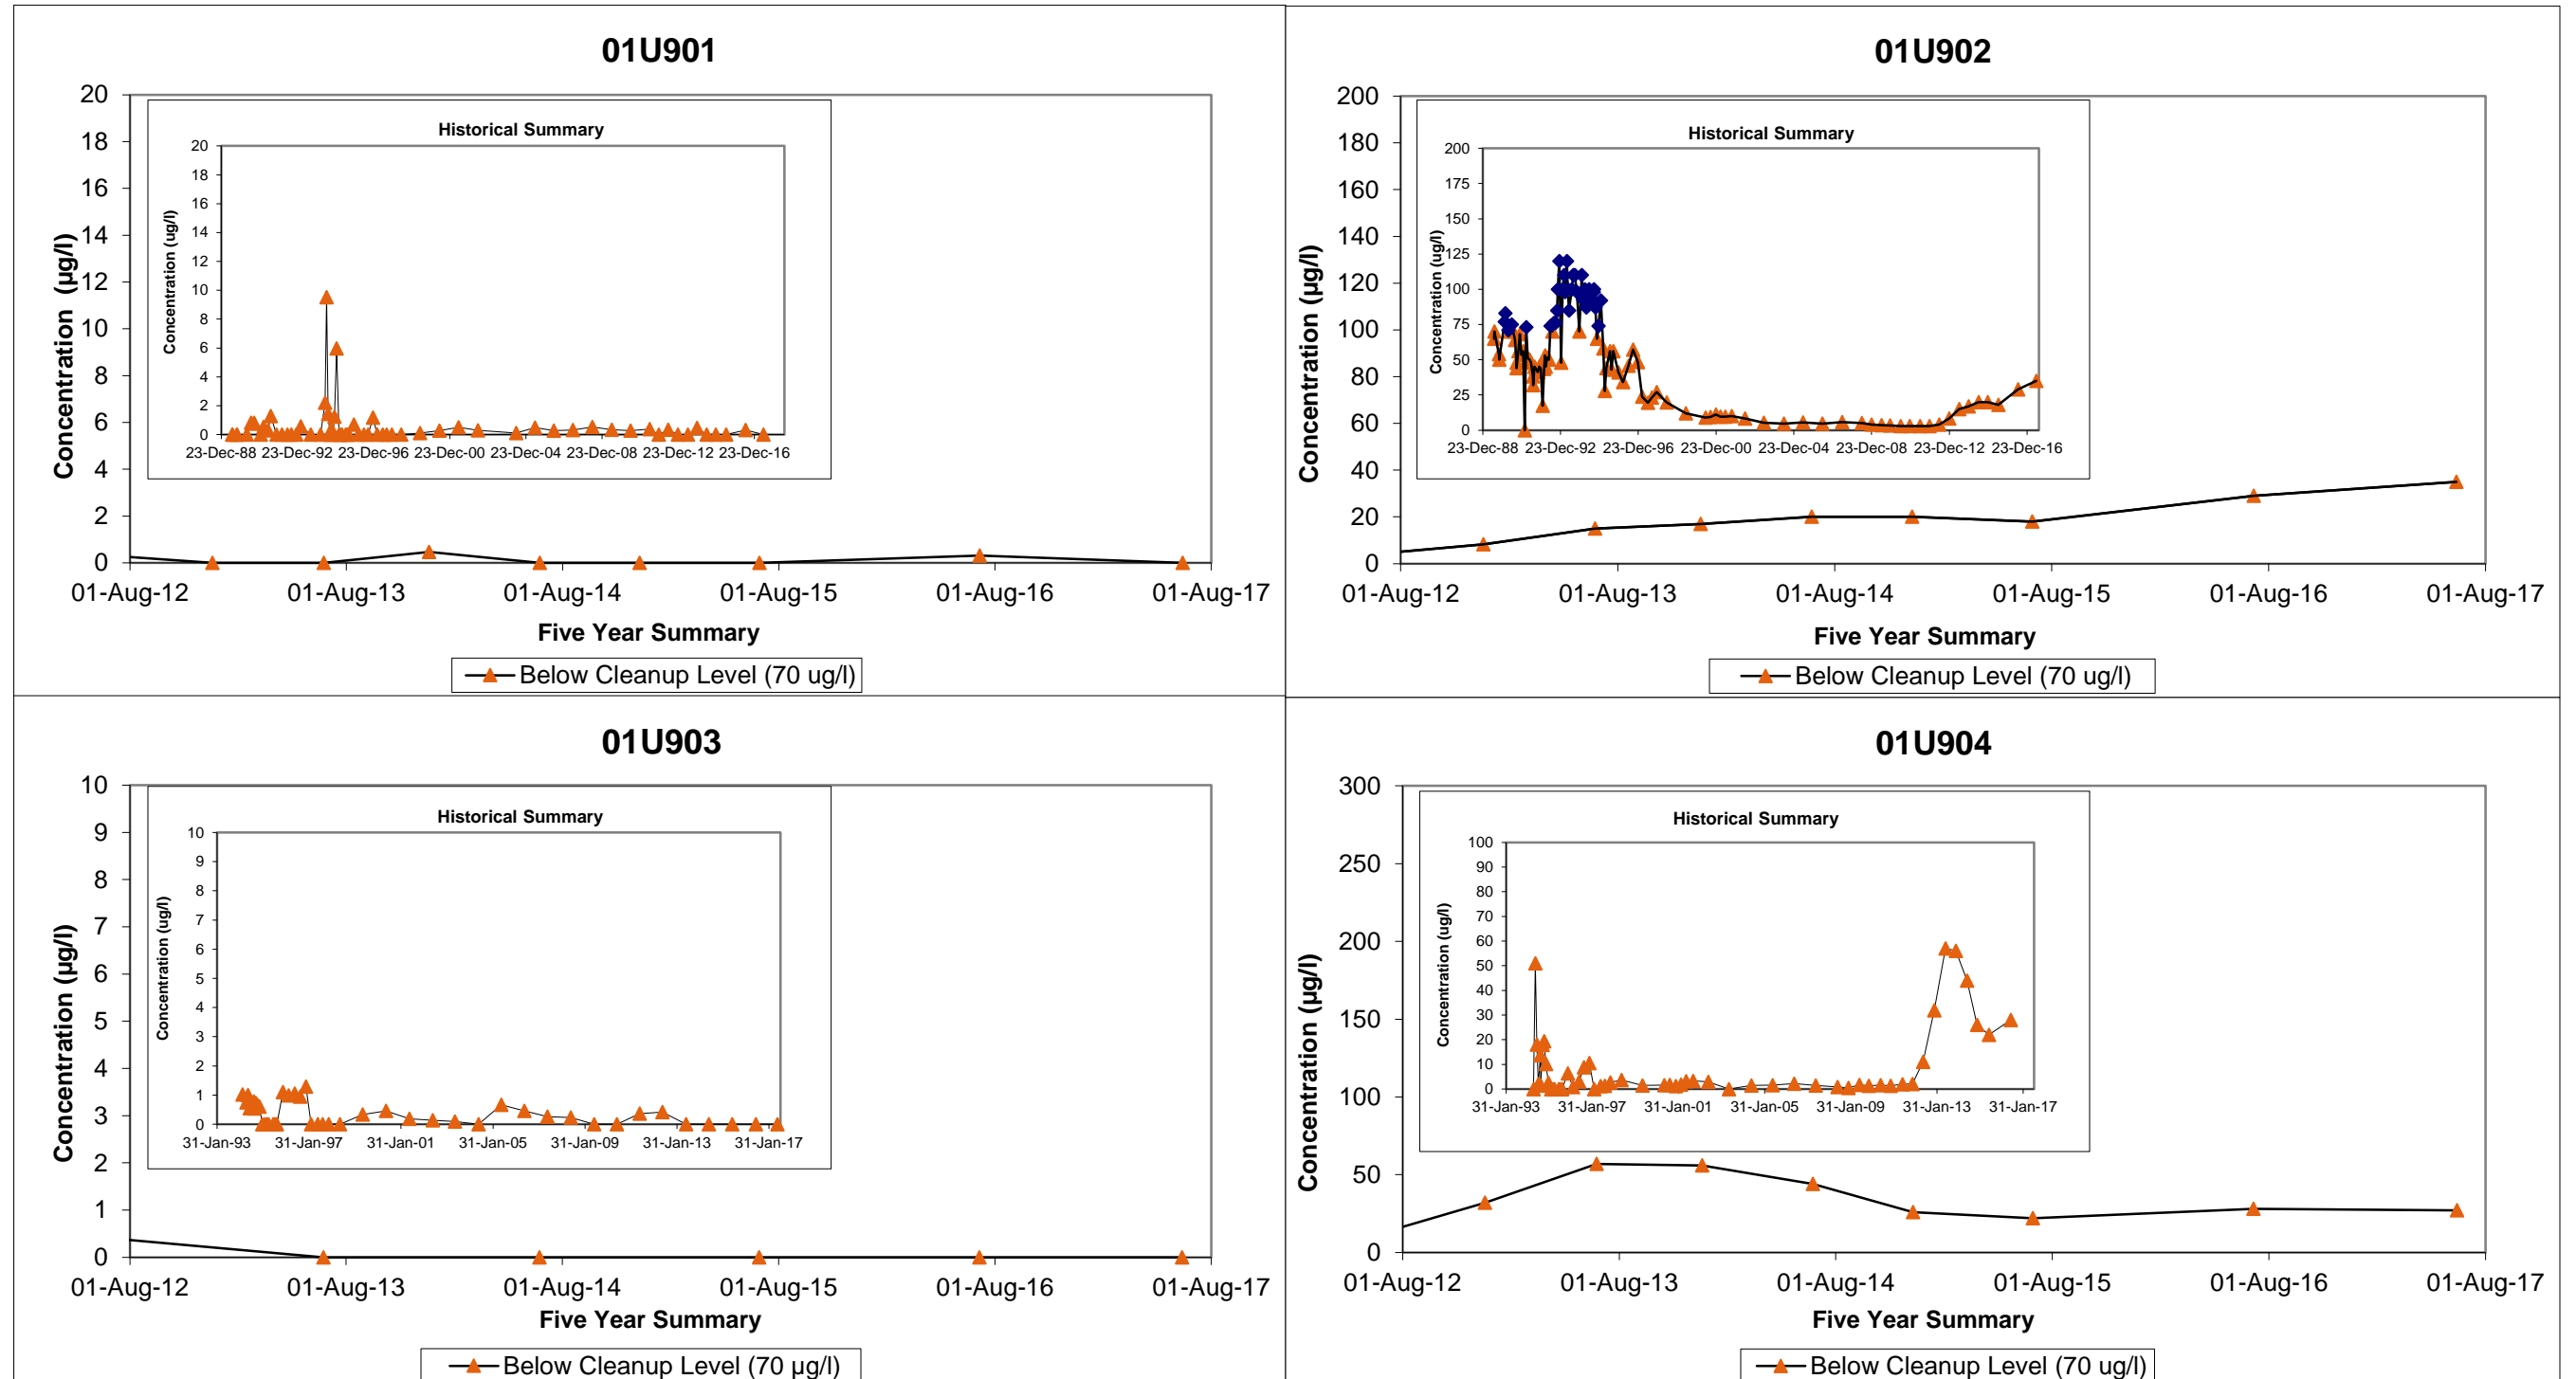 01U901
20
18
16
14
12
10
8
6
4
2
0
Concentration (µg/l)
Historical Summary
20
18
16
14
12
10
8
6
4
2
0
Concentration (ug/l)
23-Dec-88 23-Dec-92 23-Dec-96 23-Dec-00 23-Dec-04 23-Dec-08 23-Dec-12 23-Dec-16
01-Aug-12 01-Aug-13 01-Aug-14 01-Aug-15 01-Aug-16 01-Aug-17
Five Year Summary
Below Cleanup Level (70 ug/l)
01U902
200
180
160
140
120
100
80
60
40
20
0
Concentration (µg/l)
Historical Summary
200
175
150
125
100
75
50
25
0
Concentration (ug/l)
23-Dec-88 23-Dec-92 23-Dec-96 23-Dec-00 23-Dec-04 23-Dec-08 23-Dec-12 23-Dec-16
01-Aug-12 01-Aug-13 01-Aug-14 01-Aug-15 01-Aug-16 01-Aug-17
Five Year Summary
Below Cleanup Level (70 ug/l)
01U903
10
9
8
7
6
5
4
3
2
1
0
Concentration (µg/l)
Historical Summary
10
9
8
7
6
5
4
3
2
1
0
Concentration (ug/l)
31-Jan-93 31-Jan-97 31-Jan-01 31-Jan-05 31-Jan-09 31-Jan-13 31-Jan-17
01-Aug-12 01-Aug-13 01-Aug-14 01-Aug-15 01-Aug-16 01-Aug-17
Five Year Summary
Below Cleanup Level (70 µg/l)
01U904
300
250
200
150
100
50
0
Concentration (µg/l)
Historical Summary
100
90
80
70
60
50
40
30
20
10
0
Concentration (ug/l)
31-Jan-93 31-Jan-97 31-Jan-01 31-Jan-05 31-Jan-09 31-Jan-13 31-Jan-17
01-Aug-12 01-Aug-13 01-Aug-14 01-Aug-15 01-Aug-16 01-Aug-17
Five Year Summary
Below Cleanup Level (70 ug/l)